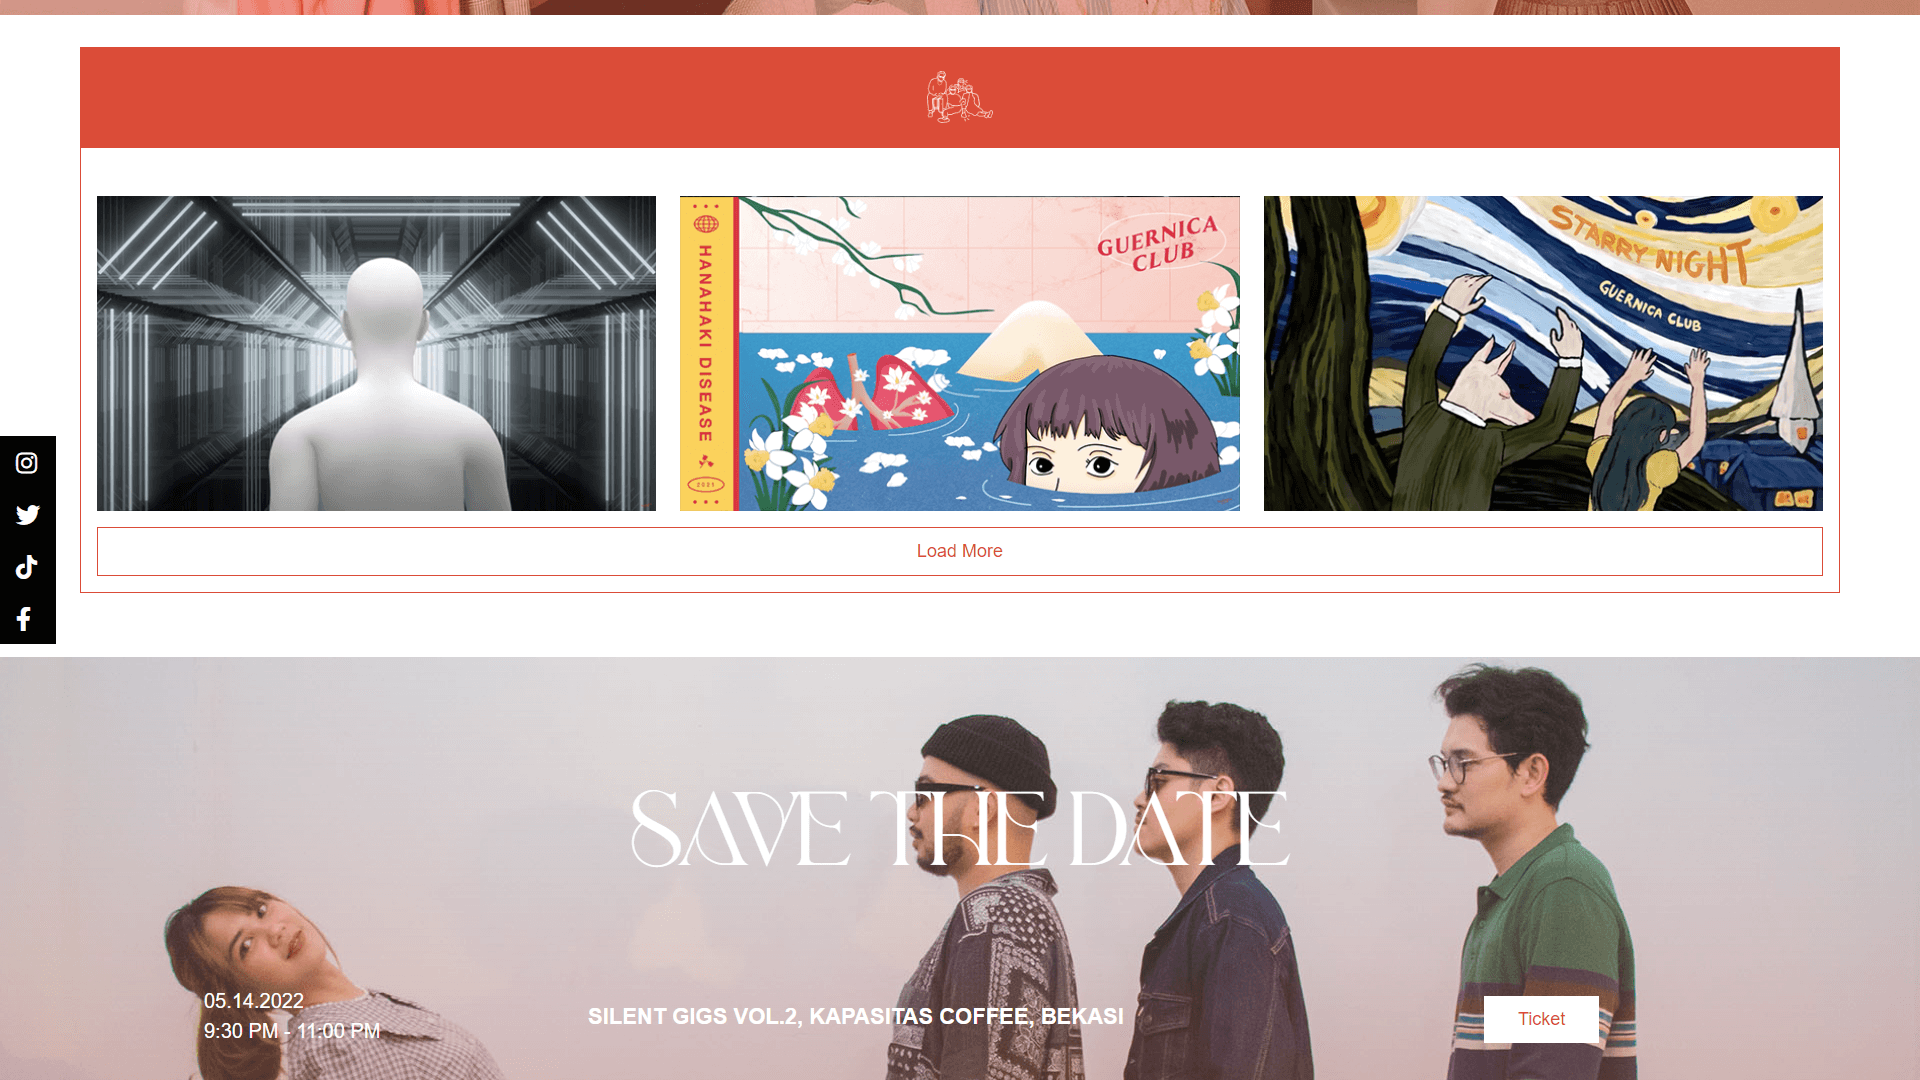 HANAHAKI DISEASE
2021
GUERNICA
CLUB
STARRY NIGHT
GUERNICA CLUB
Load More
SAVE THE DATE
05.14.2022
9:30 PM - 11:00 PM
SILENT GIGS VOL.2, KAPASITAS COFFEE, BEKASI
Ticket